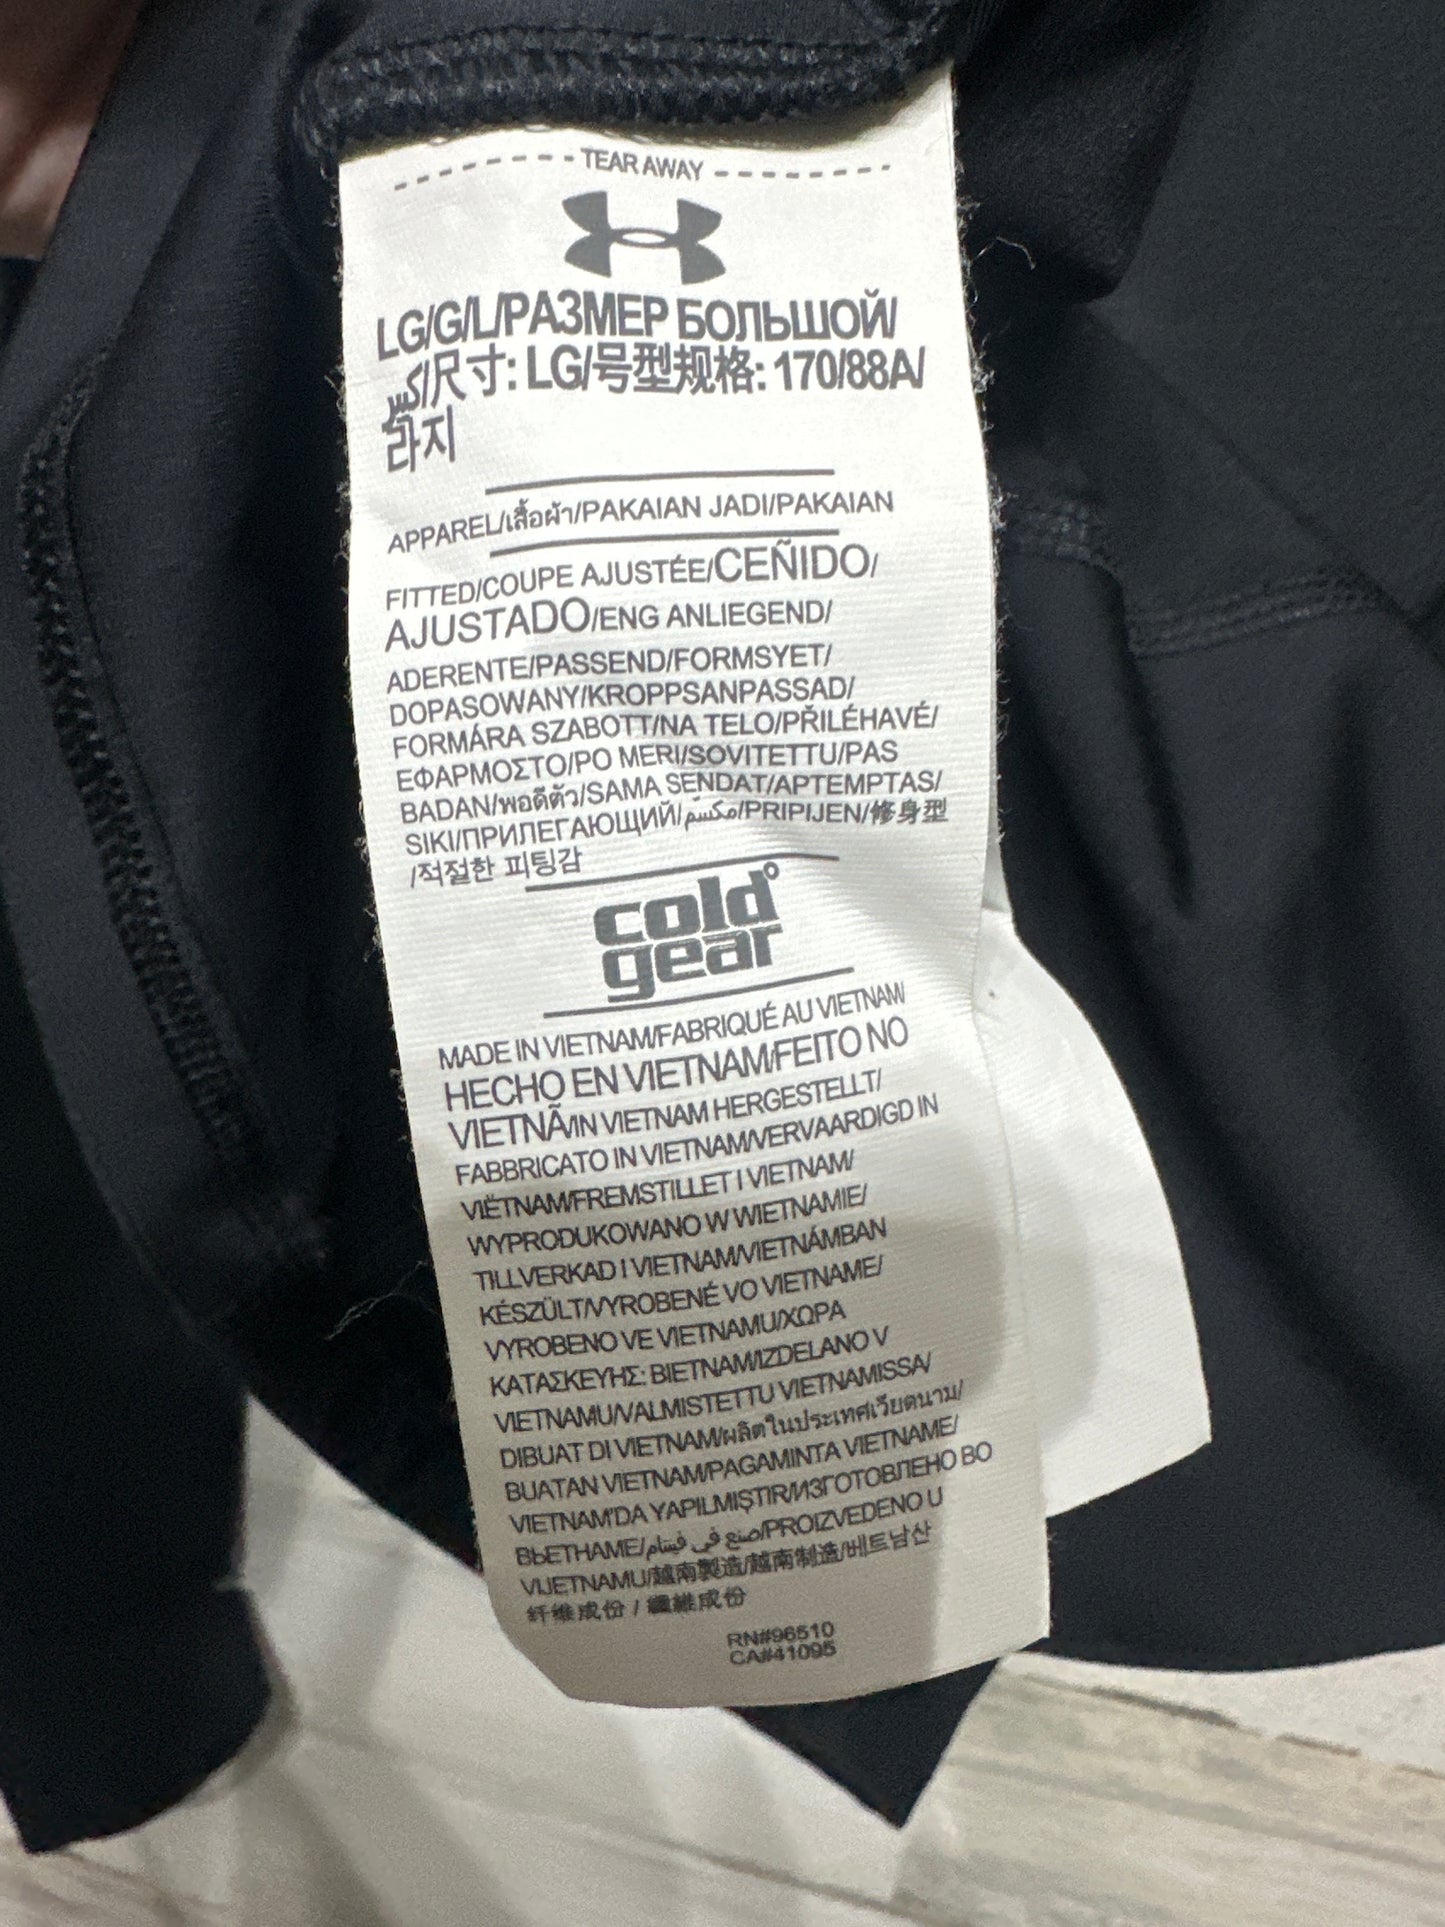 TEAR AWAY
LG/G/L/РАЗМЕР БОЛЬШОЙ/
لارج/尺寸: LG/号型规格: 170/88A/
라지
APPAREL/เสื้อผ้า/PAKAIAN JADI/PAKAIAN
FITTED/COUPE AJUSTÉE/CEÑIDO/
AJUSTADO/ENG ANLIEGEND/
ADERENTE/PASSEND/FORMSYET/
DOPASOWANY/KROPPSANPASSAD/
FORMÁRA SZABOTT/NA TELO/PŘILÉHAVÉ/
ΕΦΑΡΜΟΣΤΟ/PO MERI/SOVITETTU/PAS
BADAN/พอดีตัว/SAMA SENDAT/APTEMPTAS/
SIKI/ПРИЛЕГАЮЩИЙ/مكسّم/PRIPIJEN/修身型
/적절한 피팅감
cold
gear
MADE IN VIETNAM/FABRIQUÉ AU VIETNAM/
HECHO EN VIETNAM/FEITO NO
VIETNÃ/IN VIETNAM HERGESTELLT/
FABBRICATO IN VIETNAM/VERVAARDIGD IN
VIËTNAM/FREMSTILLET I VIETNAM/
WYPRODUKOWANO W WIETNAMIE/
TILLVERKAD I VIETNAM/VIETNÁMBAN
KÉSZÜLT/VYROBENÉ VO VIETNAME/
VYROBENO VE VIETNAMU/ΧΩΡΑ
ΚΑΤΑΣΚΕΥΗΣ: ΒΙΕΤΝΑΜ/IZDELANO V
VIETNAMU/VALMISTETTU VIETNAMISSA/
DIBUAT DI VIETNAM/ผลิตในประเทศเวียดนาม/
BUATAN VIETNAM/PAGAMINTA VIETNAME/
VIETNAM'DA YAPILMIŞTIR/ИЗГОТОВЛЕНО ВО
ВЬЕТНАМЕ/صنع في فيتنام/PROIZVEDENO U
VIJETNAMU/越南製造/越南制造/베트남산
纤维成份 / 纖維成份
RN#96510
CA#41095